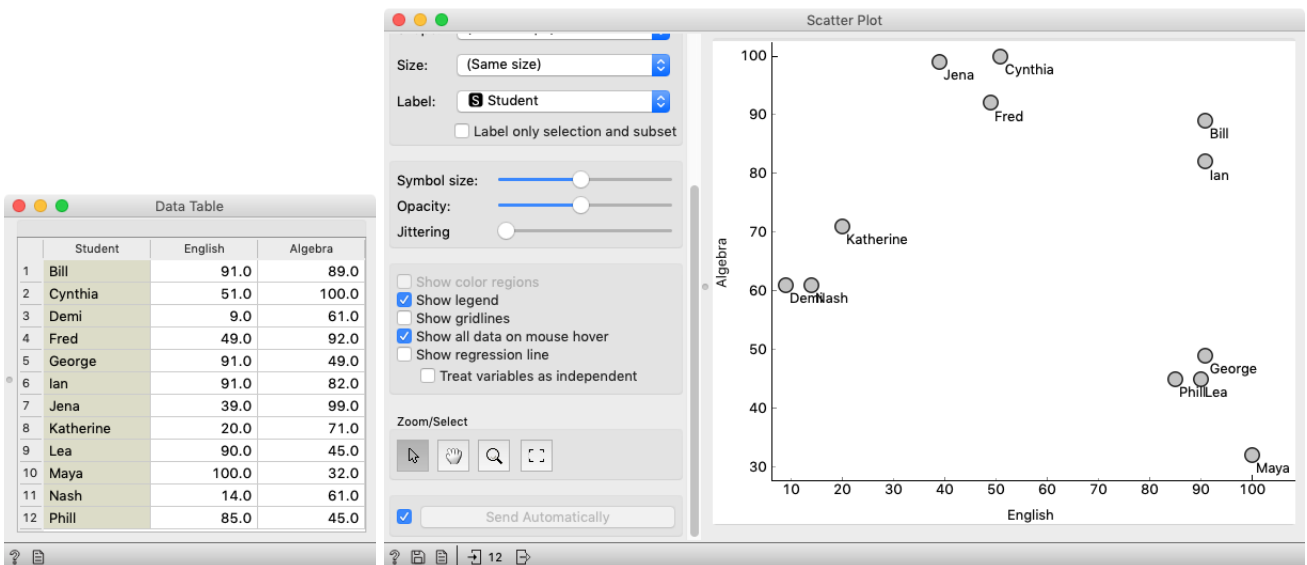 Data Table
Student English Algebra
1 Bill 91.0 89.0
2 Cynthia 51.0 100.0
3 Demi 9.0 61.0
4 Fred 49.0 92.0
5 George 91.0 49.0
6 Ian 91.0 82.0
7 Jena 39.0 99.0
8 Katherine 20.0 71.0
9 Lea 90.0 45.0
10 Maya 100.0 32.0
11 Nash 14.0 61.0
12 Phill 85.0 45.0
?
Scatter Plot
Size: (Same size)
Label: S Student
Label only selection and subset
Symbol size:
Opacity:
Jittering
Show color regions
Show legend
Show gridlines
Show all data on mouse hover
Show regression line
Treat variables as independent
Zoom/Select
Send Automatically
? 12
100
90
80
70
60
50
40
30
Algebra
Jena
Cynthia
Fred
Bill
Ian
Katherine
Demi
Nash
George
Phill
Lea
Maya
10 20 30 40 50 60 70 80 90 100
English